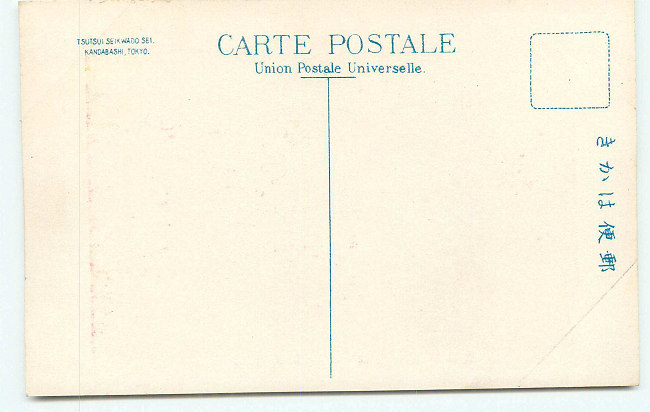 TSUTSUI SEIKWADO SEI.
KANDABASHI, TOKYO.
CARTE POSTALE
Union Postale Universelle.
きかは便郵